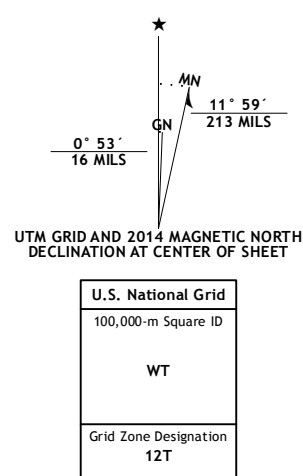 MN
GN
11° 59´
213 MILS
0° 53´
16 MILS
UTM GRID AND 2014 MAGNETIC NORTH
DECLINATION AT CENTER OF SHEET
U.S. National Grid
100,000-m Square ID
WT
Grid Zone Designation
12T